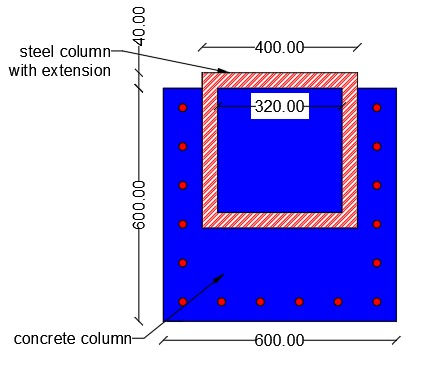 40.00
400.00
steel column
with extension
320.00
600.00
concrete column
600.00